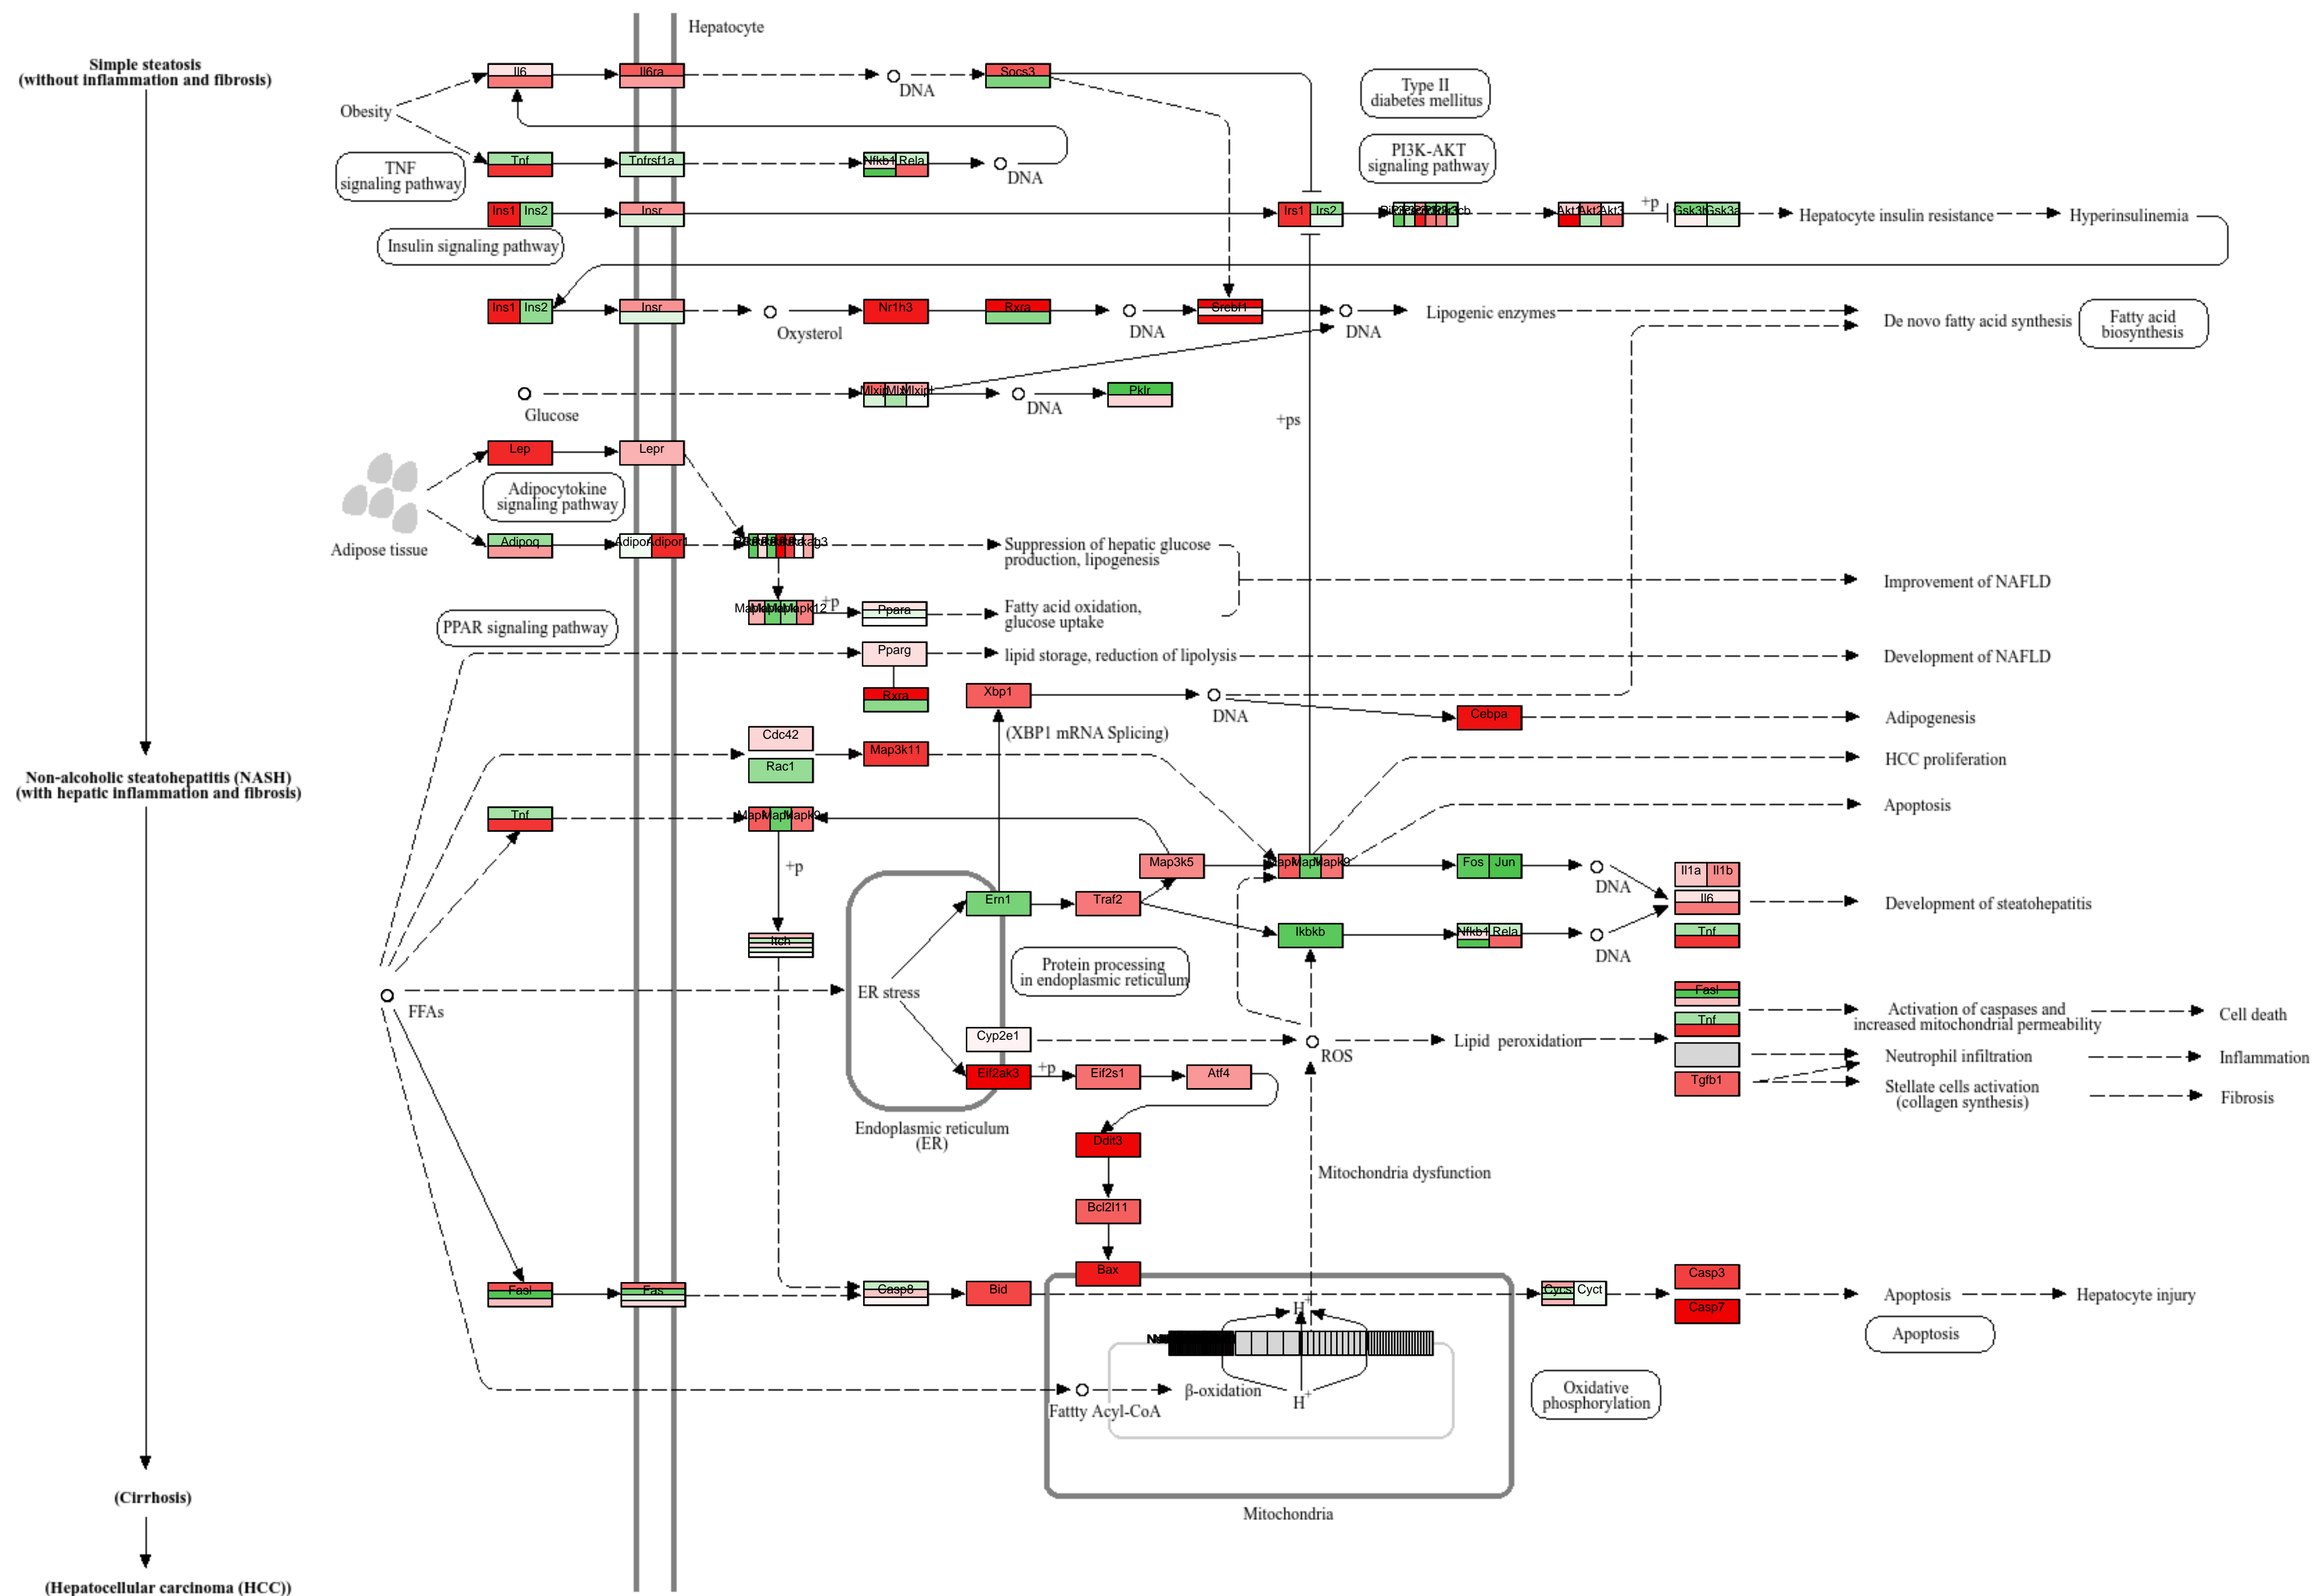 Hepatocyte
Simple steatosis
(without inflammation and fibrosis)
Il6
Il6ra
DNA
Socs3
Type II
diabetes mellitus
Obesity
PI3K-AKT
signaling pathway
TNF
signaling pathway
Tnf
Tnfrsf1a
Nfkb1
Rela
DNA
Ins1
Ins2
Insr
Irs1
Irs2
Akt1
Akt2
Akt3
+p
Gsk3b
Gsk3a
Hepatocyte insulin resistance
Hyperinsulinemia
Insulin signaling pathway
Ins1
Ins2
Insr
Oxysterol
Nr1h3
Rxra
DNA
Srebf1
DNA
Lipogenic enzymes
De novo fatty acid synthesis
Fatty acid
biosynthesis
Glucose
Mlxipl
DNA
Pklr
+ps
Lep
Lepr
Adipocytokine
signaling pathway
Adipose tissue
Adipoq
Adipor1
Suppression of hepatic glucose
production, lipogenesis
Improvement of NAFLD
Mapk12
+p
Ppara
Fatty acid oxidation,
glucose uptake
PPAR signaling pathway
Pparg
lipid storage, reduction of lipolysis
Development of NAFLD
Rxra
Xbp1
DNA
Cebpa
Adipogenesis
(XBP1 mRNA Splicing)
Cdc42
Rac1
Map3k11
HCC proliferation
Non-alcoholic steatohepatitis (NASH)
(with hepatic inflammation and fibrosis)
Apoptosis
Tnf
Mapk9
+p
Map3k5
Mapk9
Fos
Jun
DNA
Il1a
Il1b
Ern1
Traf2
Il6
Development of steatohepatitis
Itch
Ikbkb
Nfkb1
Rela
DNA
Tnf
Protein processing
in endoplasmic reticulum
ER stress
FFAs
Fasl
Activation of caspases and
increased mitochondrial permeability
Cell death
Tnf
Cyp2e1
ROS
Lipid peroxidation
Neutrophil infiltration
Inflammation
Eif2ak3
+p
Eif2s1
Atf4
Tgfb1
Stellate cells activation
(collagen synthesis)
Fibrosis
Endoplasmic reticulum
(ER)
Ddit3
Mitochondria dysfunction
Bcl2l11
Bax
Fasl
Fas
Casp8
Bid
Cycs
Cyct
Casp3
Casp7
Apoptosis
Hepatocyte injury
H+
Apoptosis
Fattty Acyl-CoA
β-oxidation
H+
Oxidative
phosphorylation
(Cirrhosis)
Mitochondria
(Hepatocellular carcinoma (HCC))